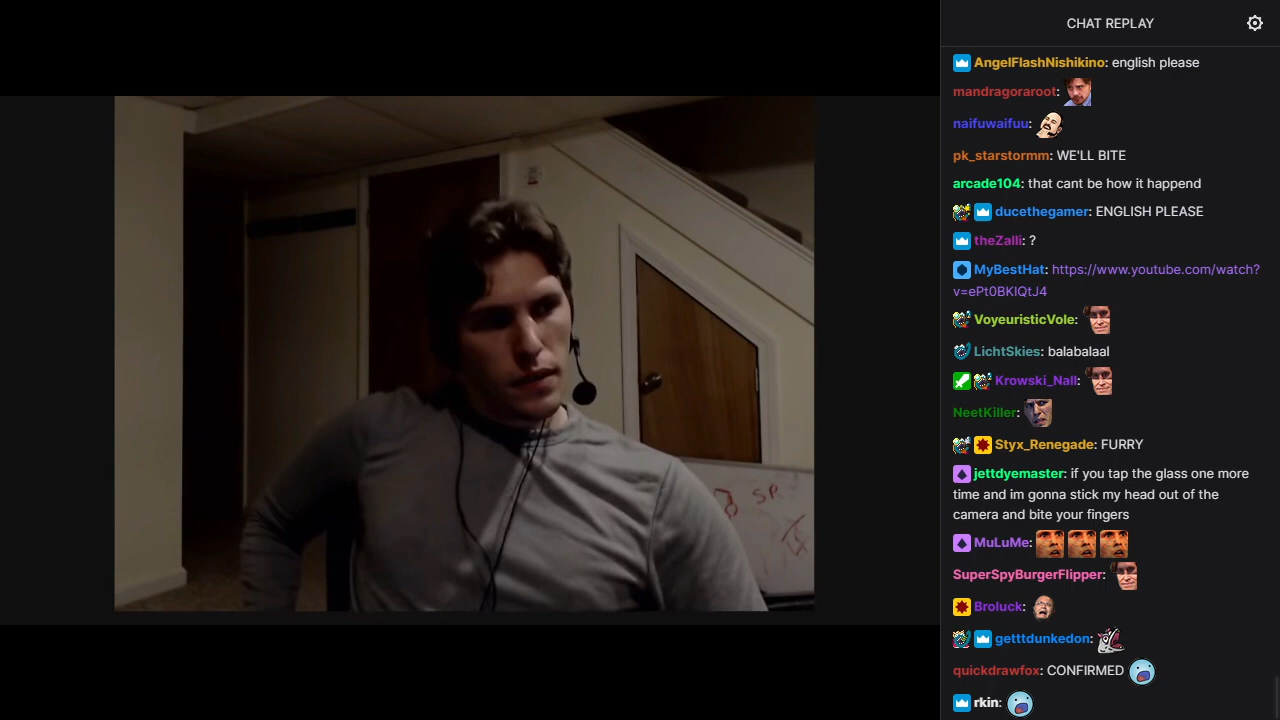 CHAT REPLAY
AngelFlashNishikino: english please
mandragoraroot:
naifuwaifuu:
pk_starstormm: WE'LL BITE
arcade104: that cant be how it happend
ducethegamer: ENGLISH PLEASE
theZalli: ?
MyBestHat: https://www.youtube.com/watch?
v=ePt0BKlQtJ4
VoyeuristicVole:
LichtSkies: balabalaal
Krowski_Nall:
NeetKiller:
Styx_Renegade: FURRY
jettdyemaster: if you tap the glass one more
time and im gonna stick my head out of the
camera and bite your fingers
MuLuMe:
SuperSpyBurgerFlipper:
Broluck:
getttdunkedon:
quickdrawfox: CONFIRMED
rkin: